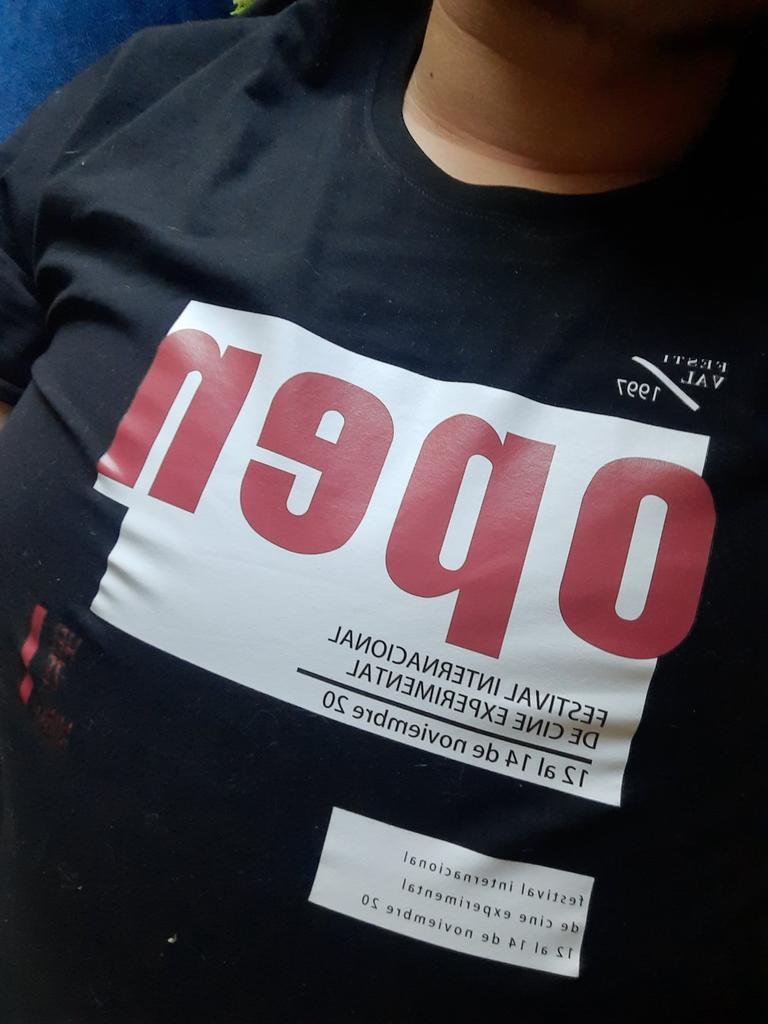 FESTI
VAL
1997
open
FESTIVAL INTERNACIONAL
DE CINE EXPERIMENTAL
12 al 14 de noviembre 20
festival internacional
de cine experimental
12 al 14 de noviembre 20